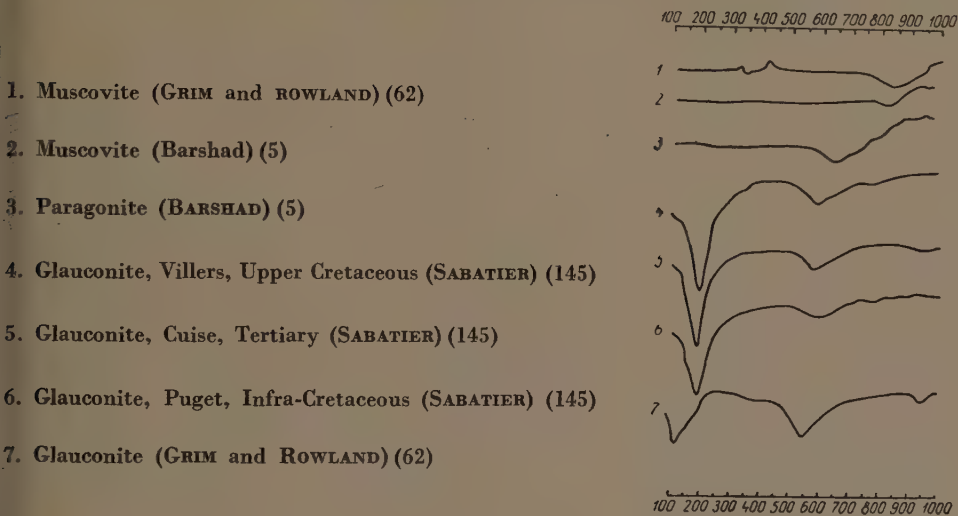 100 200 300 400 500 600 700 800 900 1000
1. Muscovite (GRIM and ROWLAND) (62)
2. Muscovite (Barshad) (5)
3. Paragonite (BARSHAD) (5)
4. Glauconite, Villers, Upper Cretaceous (SABATIER) (145)
5. Glauconite, Cuise, Tertiary (SABATIER) (145)
6. Glauconite, Puget, Infra-Cretaceous (SABATIER) (145)
7. Glauconite (GRIM and ROWLAND) (62)
1
2
3
4
5
6
7
100 200 300 400 500 600 700 800 900 1000